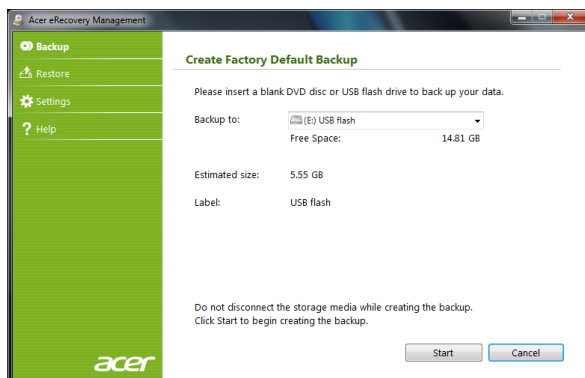 Acer eRecovery Management
Backup
Restore
Settings
? Help
Create Factory Default Backup
Please insert a blank DVD disc or USB flash drive to back up your data.
Backup to: (E:) USB flash
Free Space: 14.81 GB
Estimated size: 5.55 GB
Label: USB flash
Do not disconnect the storage media while creating the backup.
Click Start to begin creating the backup.
Start Cancel
acer